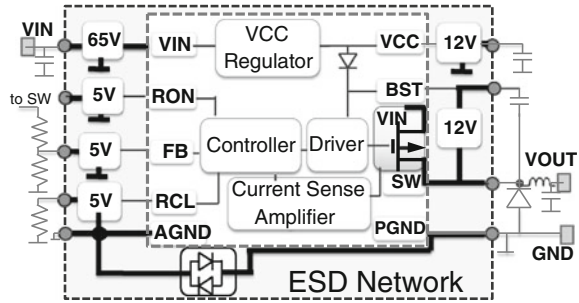 VIN 65V VIN VCC Regulator VCC 12V
to SW 5V RON BST
VIN 12V
5V FB Controller Driver I VOUT
5V RCL Current Sense Amplifier SW
AGND PGND
GND
ESD Network